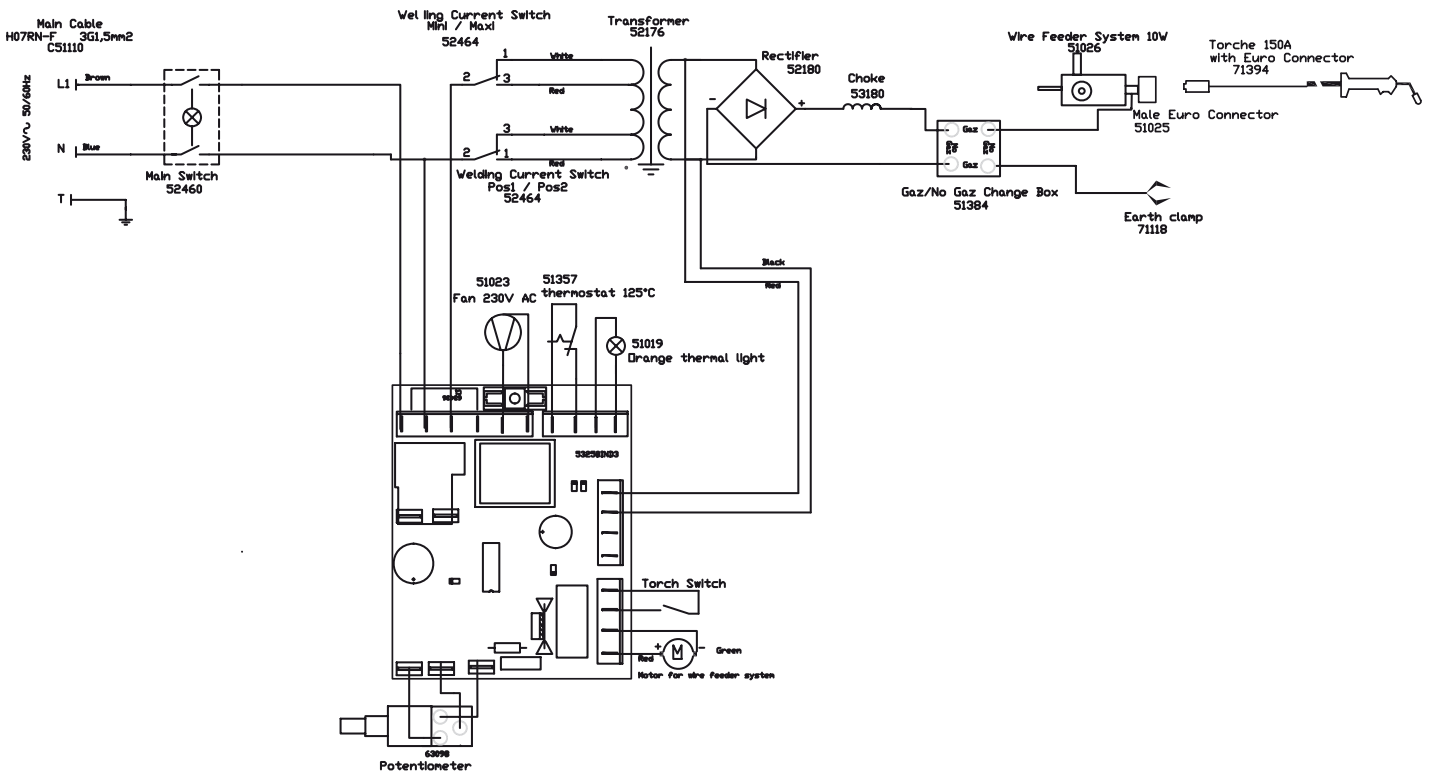 Main Cable
H07RN-F 3G1,5mm2
C51110
230V~ 50/60Hz
L1
Brown
N
Blue
T
Main Switch
52460
Welding Current Switch
Mini / Maxi
52464
1
2
3
White
Red
3
2
1
White
Red
Welding Current Switch
Pos1 / Pos2
52464
Transformer
52176
Rectifier
52180
-
+
Choke
53180
Gaz
No Gaz
No Gaz
Gaz
Gaz/No Gaz Change Box
51384
Wire Feeder System 10W
51026
Male Euro Connector
51025
Torche 150A
with Euro Connector
71394
Earth clamp
71118
Black
Red
51023
Fan 230V AC
51357
thermostat 125°C
51019
Orange thermal light
Torch Switch
+
M
-
Red
Green
Motor for wire feeder system
63098
Potentiometer